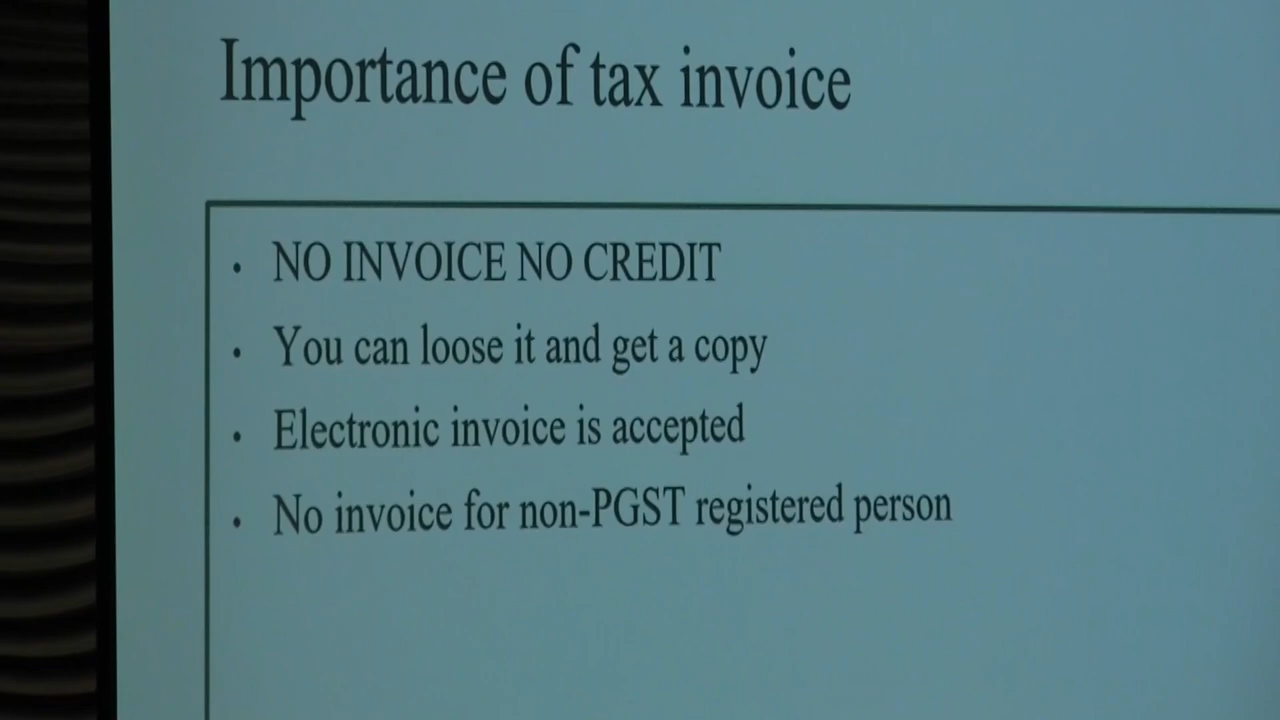 Importance of tax invoice
• NO INVOICE NO CREDIT
• You can loose it and get a copy
• Electronic invoice is accepted
• No invoice for non-PGST registered person